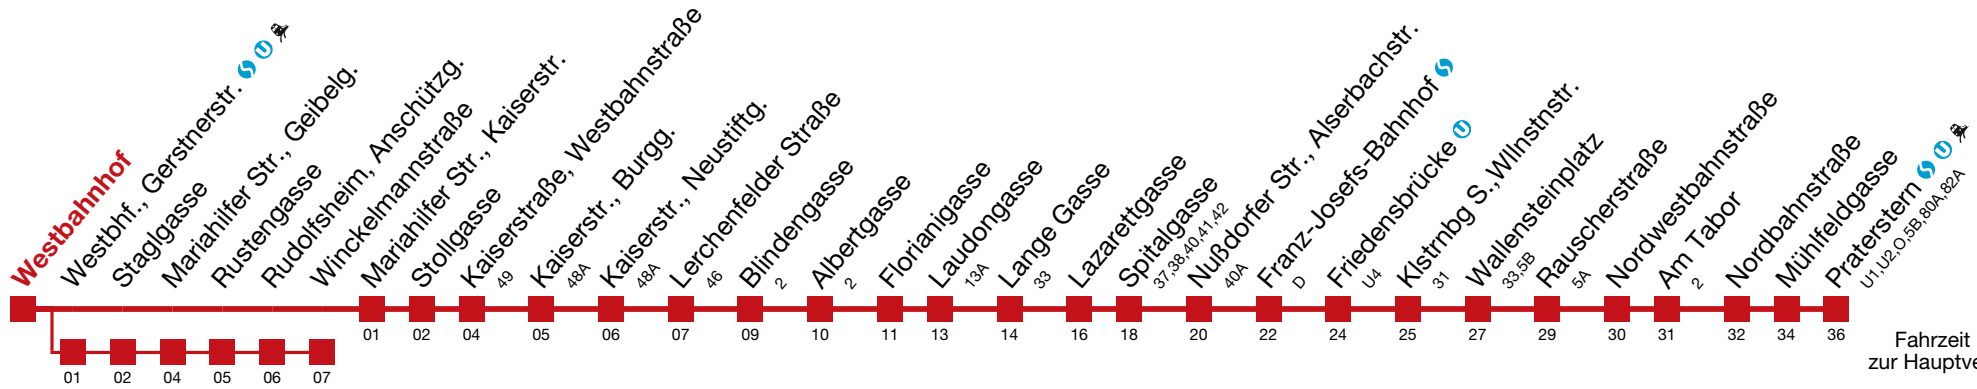 Westbahnhof
Westbhf., Gerstnerstr.
Staglgasse
Mariahilfer Str., Geibelg.
Rustengasse
Rudolfsheim, Anschützg.
Winckelmannstraße
Mariahilfer Str., Kaiserstr.
Stollgasse
Kaiserstraße, Westbahnstraße
49
Kaiserstr., Burgg.
48A
Kaiserstr., Neustiftg.
48A
Lerchenfelder Straße
46
Blindengasse
2
Albertgasse
2
Florianigasse
Laudongasse
13A
Lange Gasse
33
Lazarettgasse
Spitalgasse
37,38,40,41,42
Nußdorfer Str., Alserbachstr.
40A
Franz-Josefs-Bahnhof
D
Friedensbrücke U
U4
Klstrnbg S., Wllnstnstr.
31
Wallensteinplatz
33,5B
Rauscherstraße
5A
Nordwestbahnstraße
Am Tabor
2
Nordbahnstraße
Mühlfeldgasse
Praterstern
U1,U2,O,5B,80A,82A
01 02 04 05 06 07 09 10 11 13 14 16 18 20 22 24 25 27 29 30 31 32 34 36
01 02 04 05 06 07
Fahrzeit
zur Hauptve